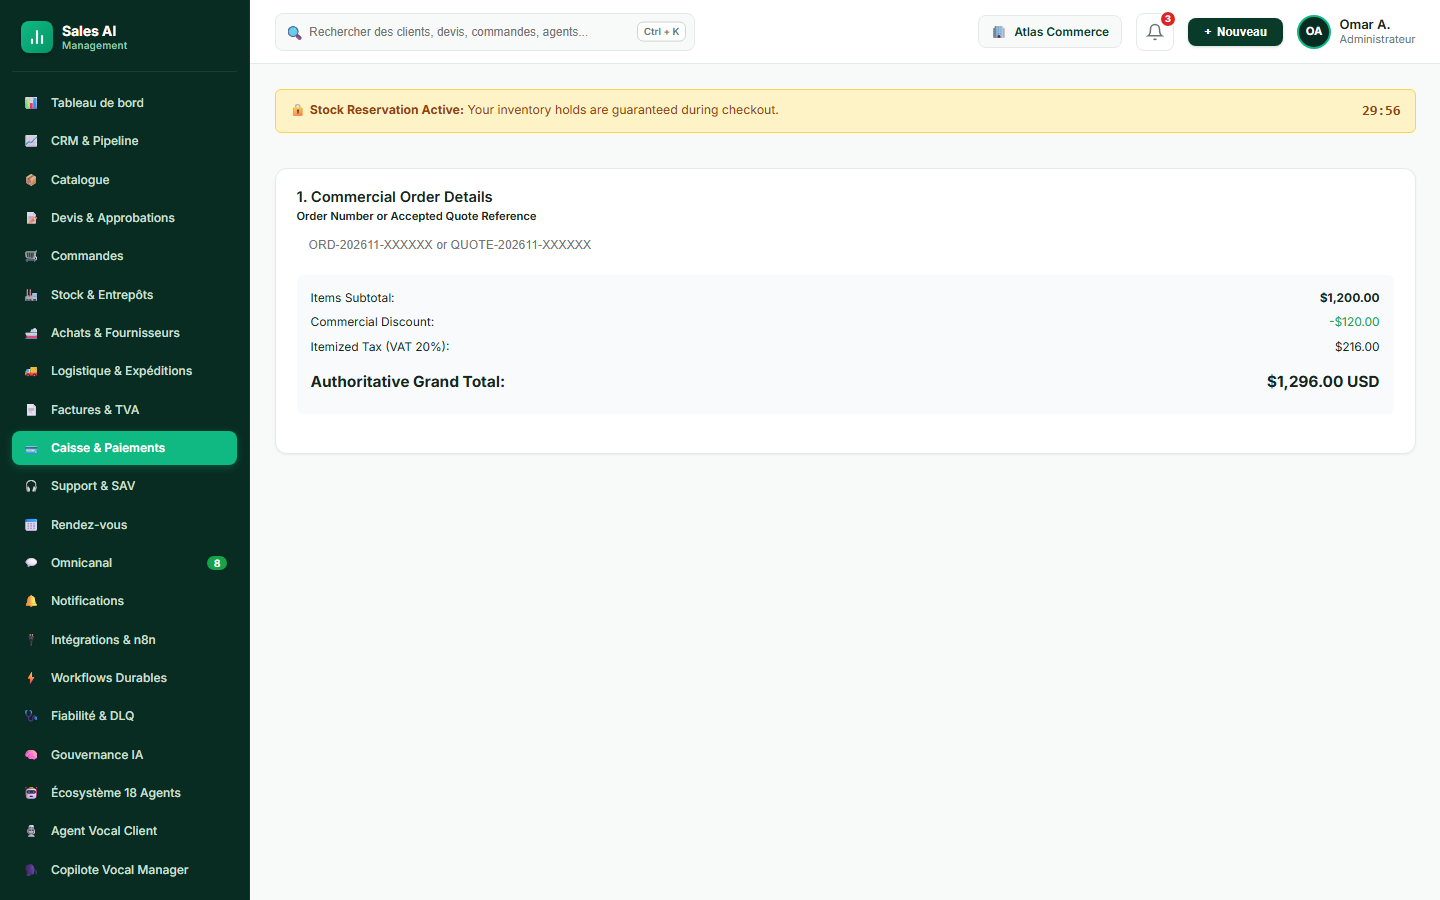 Sales AI
Management
Tableau de bord
CRM & Pipeline
Catalogue
Devis & Approbations
Commandes
Stock & Entrepôts
Achats & Fournisseurs
Logistique & Expéditions
Factures & TVA
Caisse & Paiements
Support & SAV
Rendez-vous
Omnicanal 8
Notifications
Intégrations & n8n
Workflows Durables
Fiabilité & DLQ
Gouvernance IA
Écosystème 18 Agents
Agent Vocal Client
Copilote Vocal Manager
Rechercher des clients, devis, commandes, agents... Ctrl + K
Atlas Commerce
3
+ Nouveau
OA
Omar A.
Administrateur
Stock Reservation Active: Your inventory holds are guaranteed during checkout. 29:56
1. Commercial Order Details
Order Number or Accepted Quote Reference
ORD-202611-XXXXXX or QUOTE-202611-XXXXXX
Items Subtotal: $1,200.00
Commercial Discount: -$120.00
Itemized Tax (VAT 20%): $216.00
Authoritative Grand Total: $1,296.00 USD